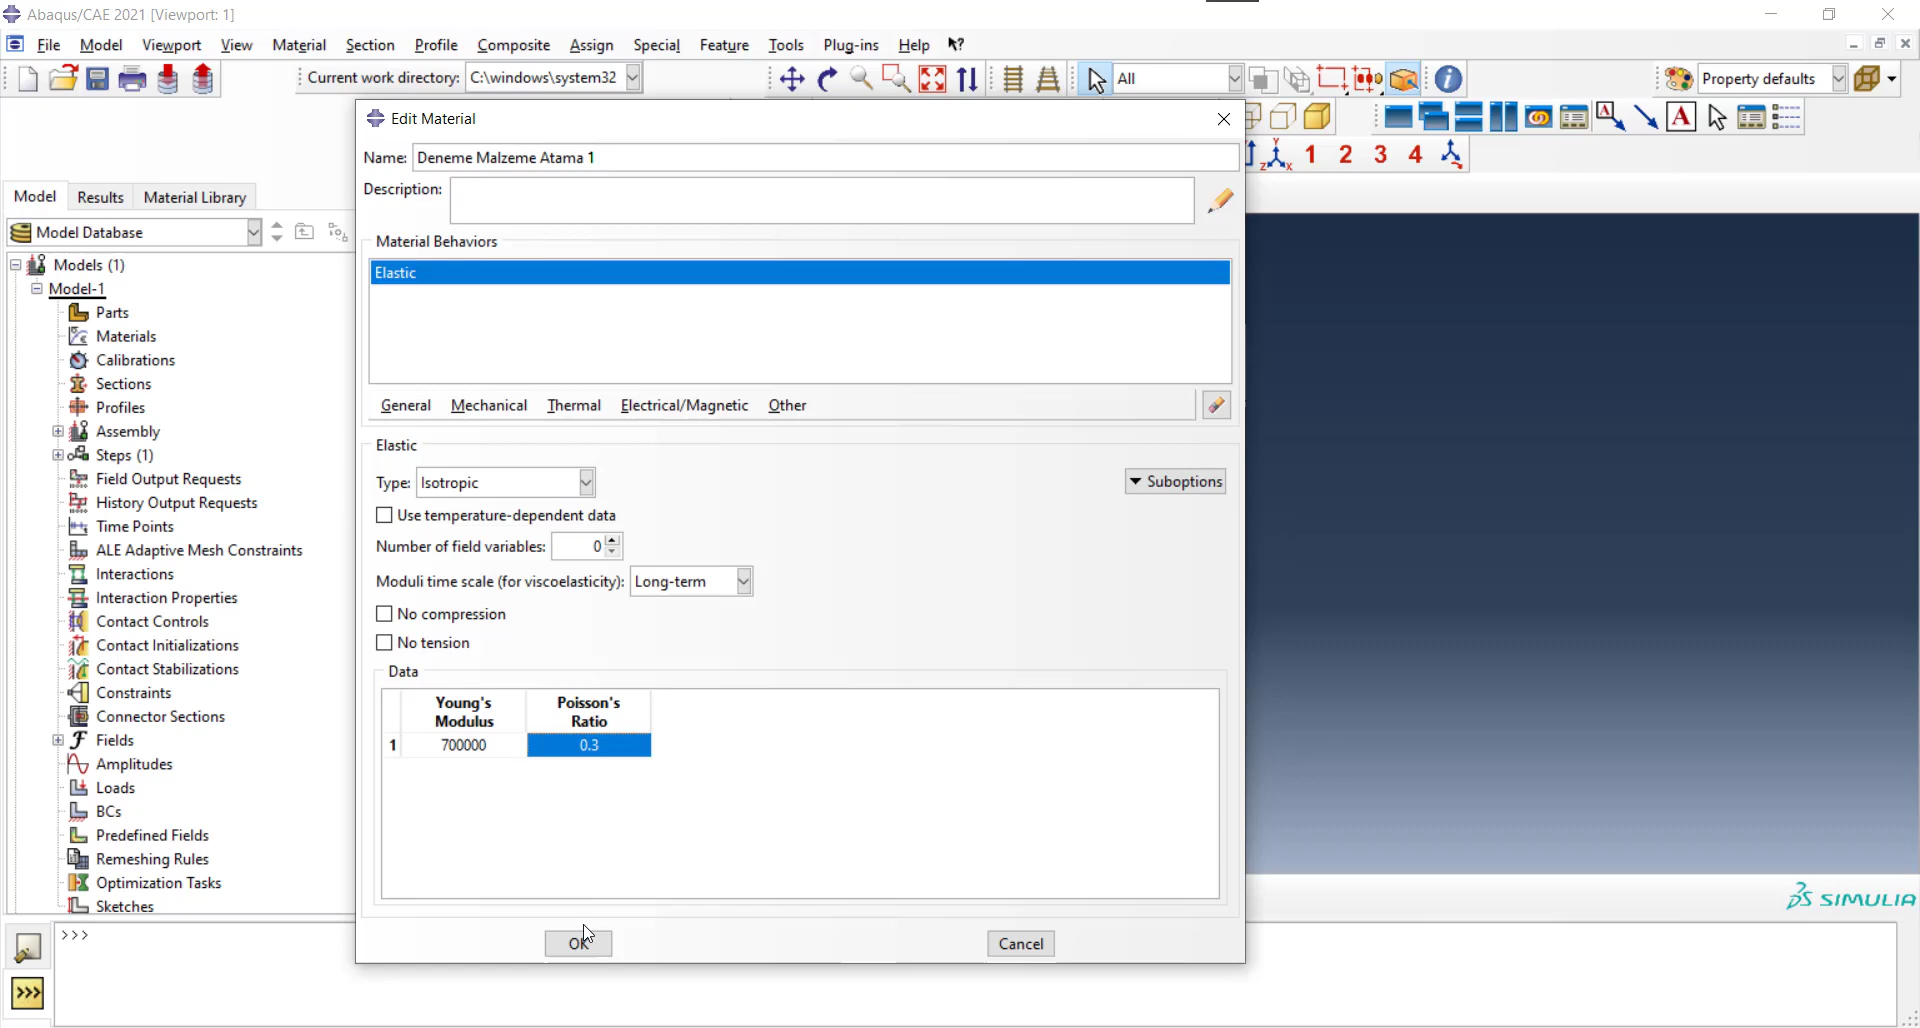 Abaqus/CAE 2021 [Viewport: 1]
File Model Viewport View Material Section Profile Composite Assign Special Feature Tools Plug-ins Help
Current work directory: C:\windows\system32
All
Property defaults
A
1 2 3 4
Model Results Material Library
Model Database
Models (1)
Model-1
Parts
Materials
Calibrations
Sections
Profiles
Assembly
Steps (1)
Field Output Requests
History Output Requests
Time Points
ALE Adaptive Mesh Constraints
Interactions
Interaction Properties
Contact Controls
Contact Initializations
Contact Stabilizations
Constraints
Connector Sections
Fields
Amplitudes
Loads
BCs
Predefined Fields
Remeshing Rules
Optimization Tasks
Sketches
Edit Material
Name: Deneme Malzeme Atama 1
Description:
Material Behaviors
Elastic
General Mechanical Thermal Electrical/Magnetic Other
Elastic
Type: Isotropic
Suboptions
Use temperature-dependent data
Number of field variables: 0
Moduli time scale (for viscoelasticity): Long-term
No compression
No tension
Data
Young's Modulus Poisson's Ratio
1 700000 0.3
OK Cancel
SIMULIA
>>>
>>>